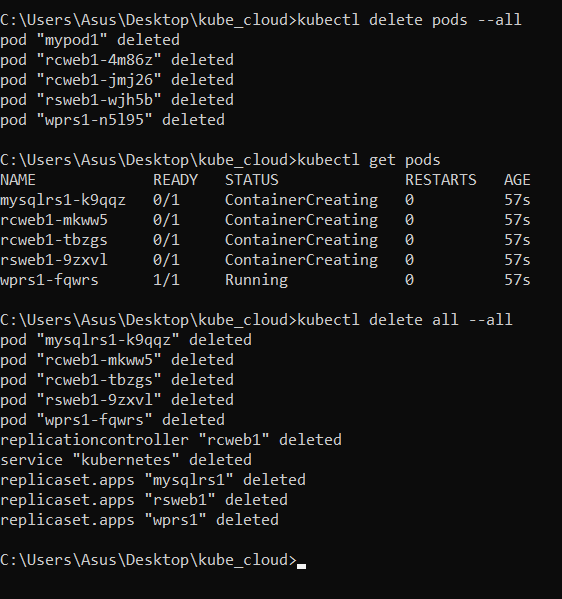 C:\Users\Asus\Desktop\kube_cloud>kubectl delete pods --all
pod "mypod1" deleted
pod "rcweb1-4m86z" deleted
pod "rcweb1-jmj26" deleted
pod "rsweb1-wjh5b" deleted
pod "wprs1-n5l95" deleted

C:\Users\Asus\Desktop\kube_cloud>kubectl get pods
NAME             READY   STATUS              RESTARTS   AGE
mysqlrs1-k9qqz   0/1     ContainerCreating   0          57s
rcweb1-mkww5     0/1     ContainerCreating   0          57s
rcweb1-tbzgs     0/1     ContainerCreating   0          57s
rsweb1-9zxvl     0/1     ContainerCreating   0          57s
wprs1-fqwrs      1/1     Running             0          57s

C:\Users\Asus\Desktop\kube_cloud>kubectl delete all --all
pod "mysqlrs1-k9qqz" deleted
pod "rcweb1-mkww5" deleted
pod "rcweb1-tbzgs" deleted
pod "rsweb1-9zxvl" deleted
pod "wprs1-fqwrs" deleted
replicationcontroller "rcweb1" deleted
service "kubernetes" deleted
replicaset.apps "mysqlrs1" deleted
replicaset.apps "rsweb1" deleted
replicaset.apps "wprs1" deleted

C:\Users\Asus\Desktop\kube_cloud>